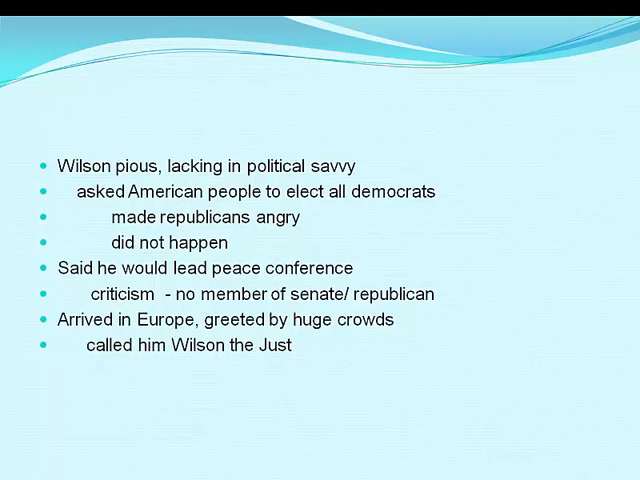 Wilson pious, lacking in political savvy
asked American people to elect all democrats
made republicans angry
did not happen
Said he would lead peace conference
criticism - no member of senate/ republican
Arrived in Europe, greeted by huge crowds
called him Wilson the Just